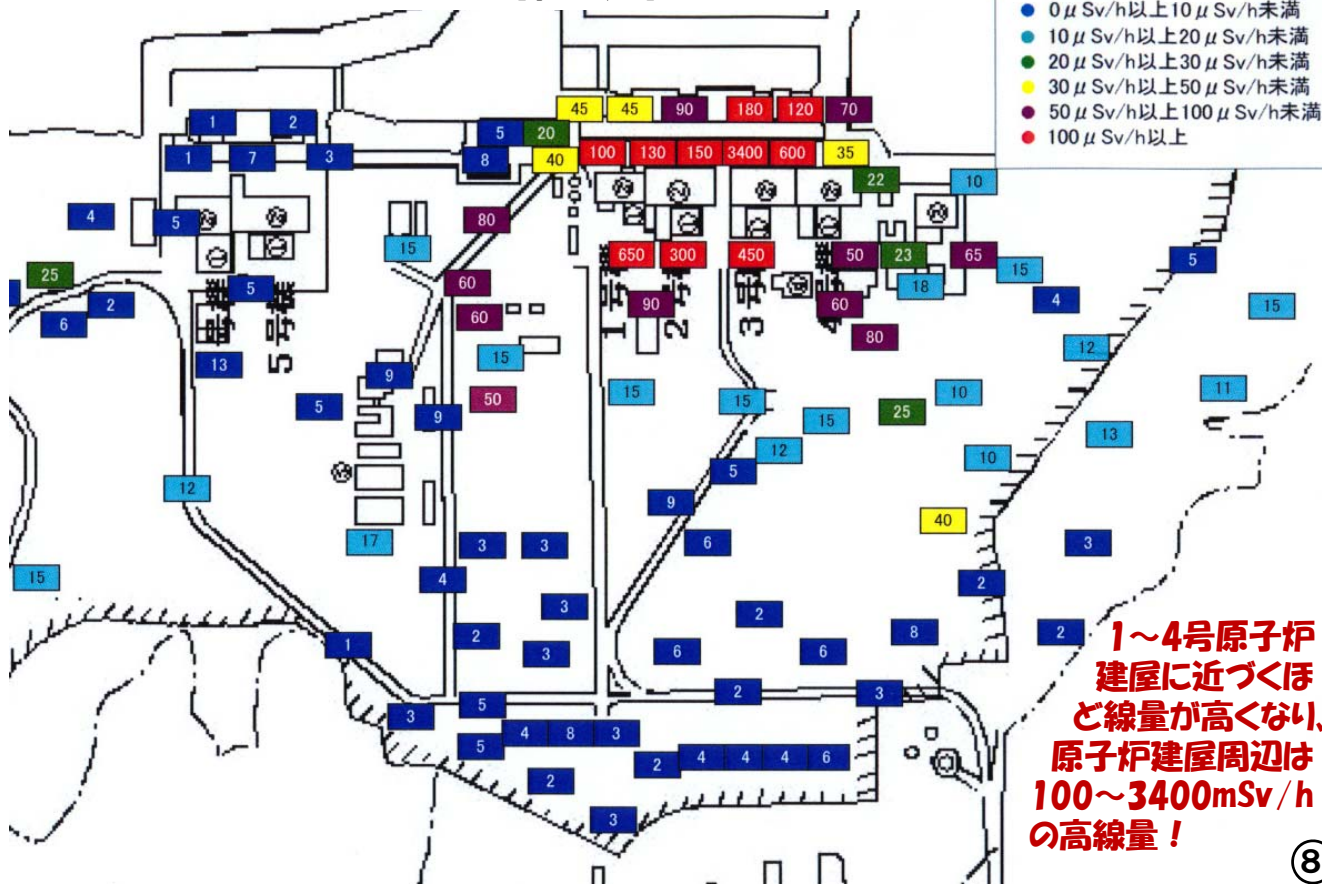 0μSv/h以上10μSv/h未満
10μSv/h以上20μSv/h未満
20μSv/h以上30μSv/h未満
30μSv/h以上50μSv/h未満
50μSv/h以上100μSv/h未満
100μSv/h以上
45 45 90 180 120 70
1 2 5 20
1 7 3 8 40 100 130 150 3400 600 35
22 10
4 5 80
15 650 300 450 50 23 65 5
25 15
5 60 18
2 90 60 4 15
6 60 80
13 15 12
9
5 50 15 15 10 11
9 15 25 13
12 10
5
12 9
40
17 3 3 6 3
15 4 2
3 2
1 2 3 6 6 8 2
5号機
1号機
2号機
3号機
2 3
3 5
4 8 3
5 2 4 4 4 6
2
3
1～4号原子炉
建屋に近づくほ
ど線量が高くなり、
原子炉建屋周辺は
100～3400mSv/h
の高線量！
⑧